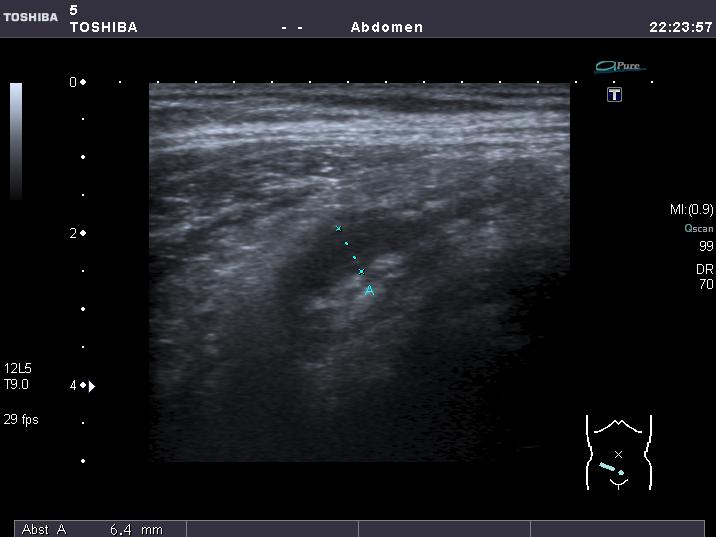 TOSHIBA
5
TOSHIBA - - Abdomen 22:23:57
aPure
T
0
2
4
A
MI:(0.9)
Qscan
99
DR
70
12L5
T9.0
29 fps
Abst A 6.4 mm